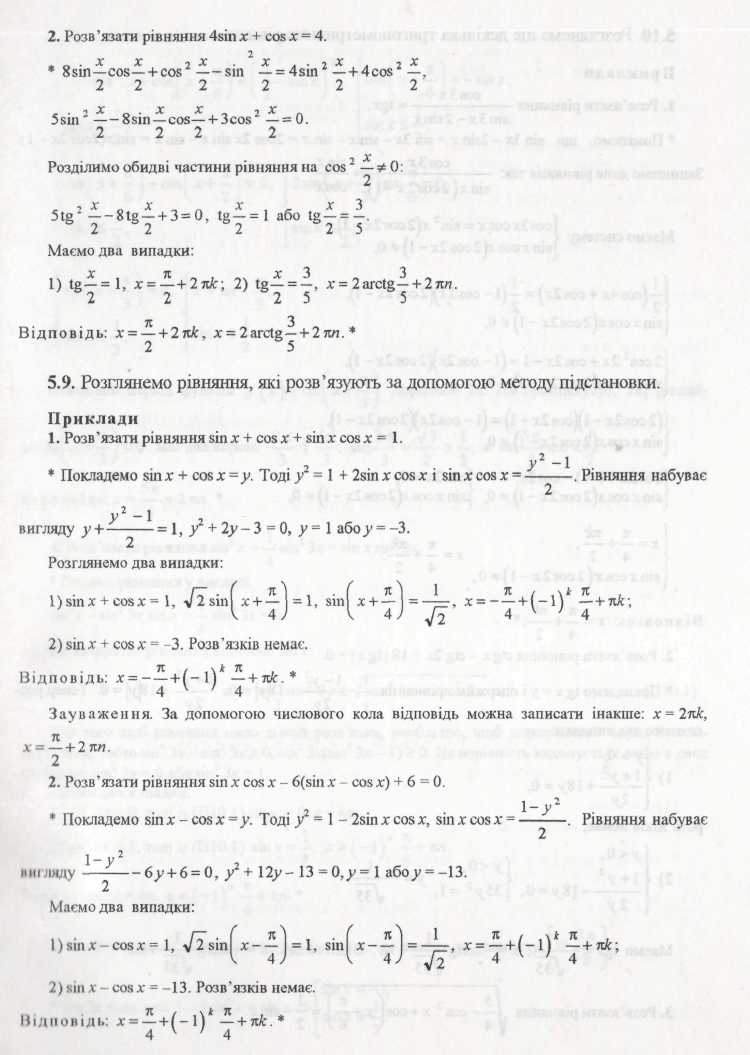 2. Розв’язати рівняння 4sin x + cos x = 4.
* 8sin x/2 cos x/2 + cos² x/2 − sin² x/2 = 4sin² x/2 + 4cos² x/2,
5sin² x/2 − 8sin x/2 cos x/2 + 3cos² x/2 = 0.
Розділимо обидві частини рівняння на cos² x/2 ≠ 0:
5tg² x/2 − 8tg x/2 + 3 = 0, tg x/2 = 1 або tg x/2 = 3/5.
Маємо два випадки:
1) tg x/2 = 1, x = π/2 + 2πk; 2) tg x/2 = 3/5, x = 2arctg 3/5 + 2πn.
Відповідь: x = π/2 + 2πk, x = 2arctg 3/5 + 2πn. *
5.9. Розглянемо рівняння, які розв’язують за допомогою методу підстановки.
Приклади
1. Розв’язати рівняння sin x + cos x + sin x cos x = 1.
* Покладемо sin x + cos x = y. Тоді y² = 1 + 2sin x cos x і sin x cos x = (y² − 1)/2. Рівняння набуває
вигляду y + (y² − 1)/2 = 1, y² + 2y − 3 = 0, y = 1 або y = −3.
Розглянемо два випадки:
1) sin x + cos x = 1, √2 sin(x + π/4) = 1, sin(x + π/4) = 1/√2, x = −π/4 + (−1)^k π/4 + πk;
2) sin x + cos x = −3. Розв’язків немає.
Відповідь: x = −π/4 + (−1)^k π/4 + πk. *
Зауваження. За допомогою числового кола відповідь можна записати інакше: x = 2πk,
x = π/2 + 2πn.
2. Розв’язати рівняння sin x cos x − 6(sin x − cos x) + 6 = 0.
* Покладемо sin x − cos x = y. Тоді y² = 1 − 2sin x cos x, sin x cos x = (1 − y²)/2. Рівняння набуває
вигляду (1 − y²)/2 − 6y + 6 = 0, y² + 12y − 13 = 0, y = 1 або y = −13.
Маємо два випадки:
1) sin x − cos x = 1, √2 sin(x − π/4) = 1, sin(x − π/4) = 1/√2, x = π/4 + (−1)^k π/4 + πk;
2) sin x − cos x = −13. Розв’язків немає.
Відповідь: x = π/4 + (−1)^k π/4 + πk. *